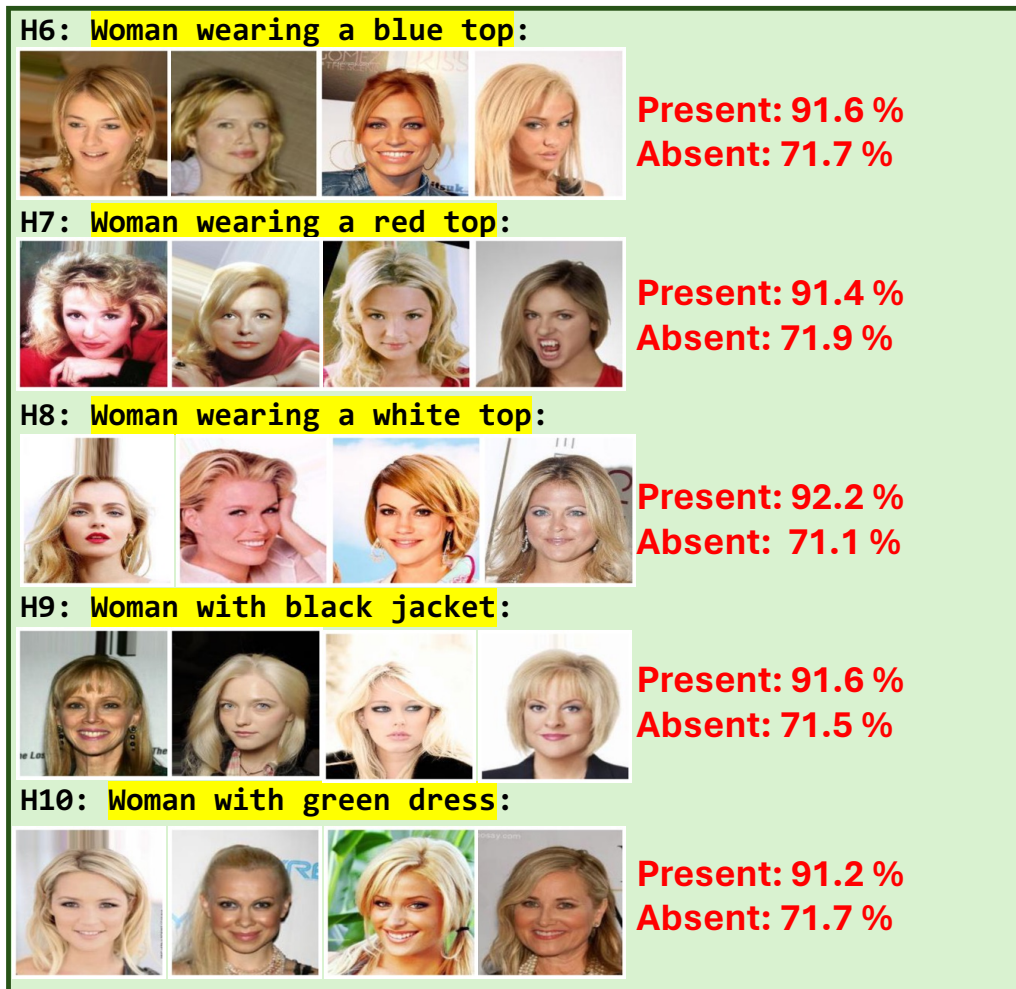 H6: Woman wearing a blue top:
Present: 91.6 %
Absent: 71.7 %
H7: Woman wearing a red top:
Present: 91.4 %
Absent: 71.9 %
H8: Woman wearing a white top:
Present: 92.2 %
Absent: 71.1 %
H9: Woman with black jacket:
Present: 91.6 %
Absent: 71.5 %
H10: Woman with green dress:
Present: 91.2 %
Absent: 71.7 %